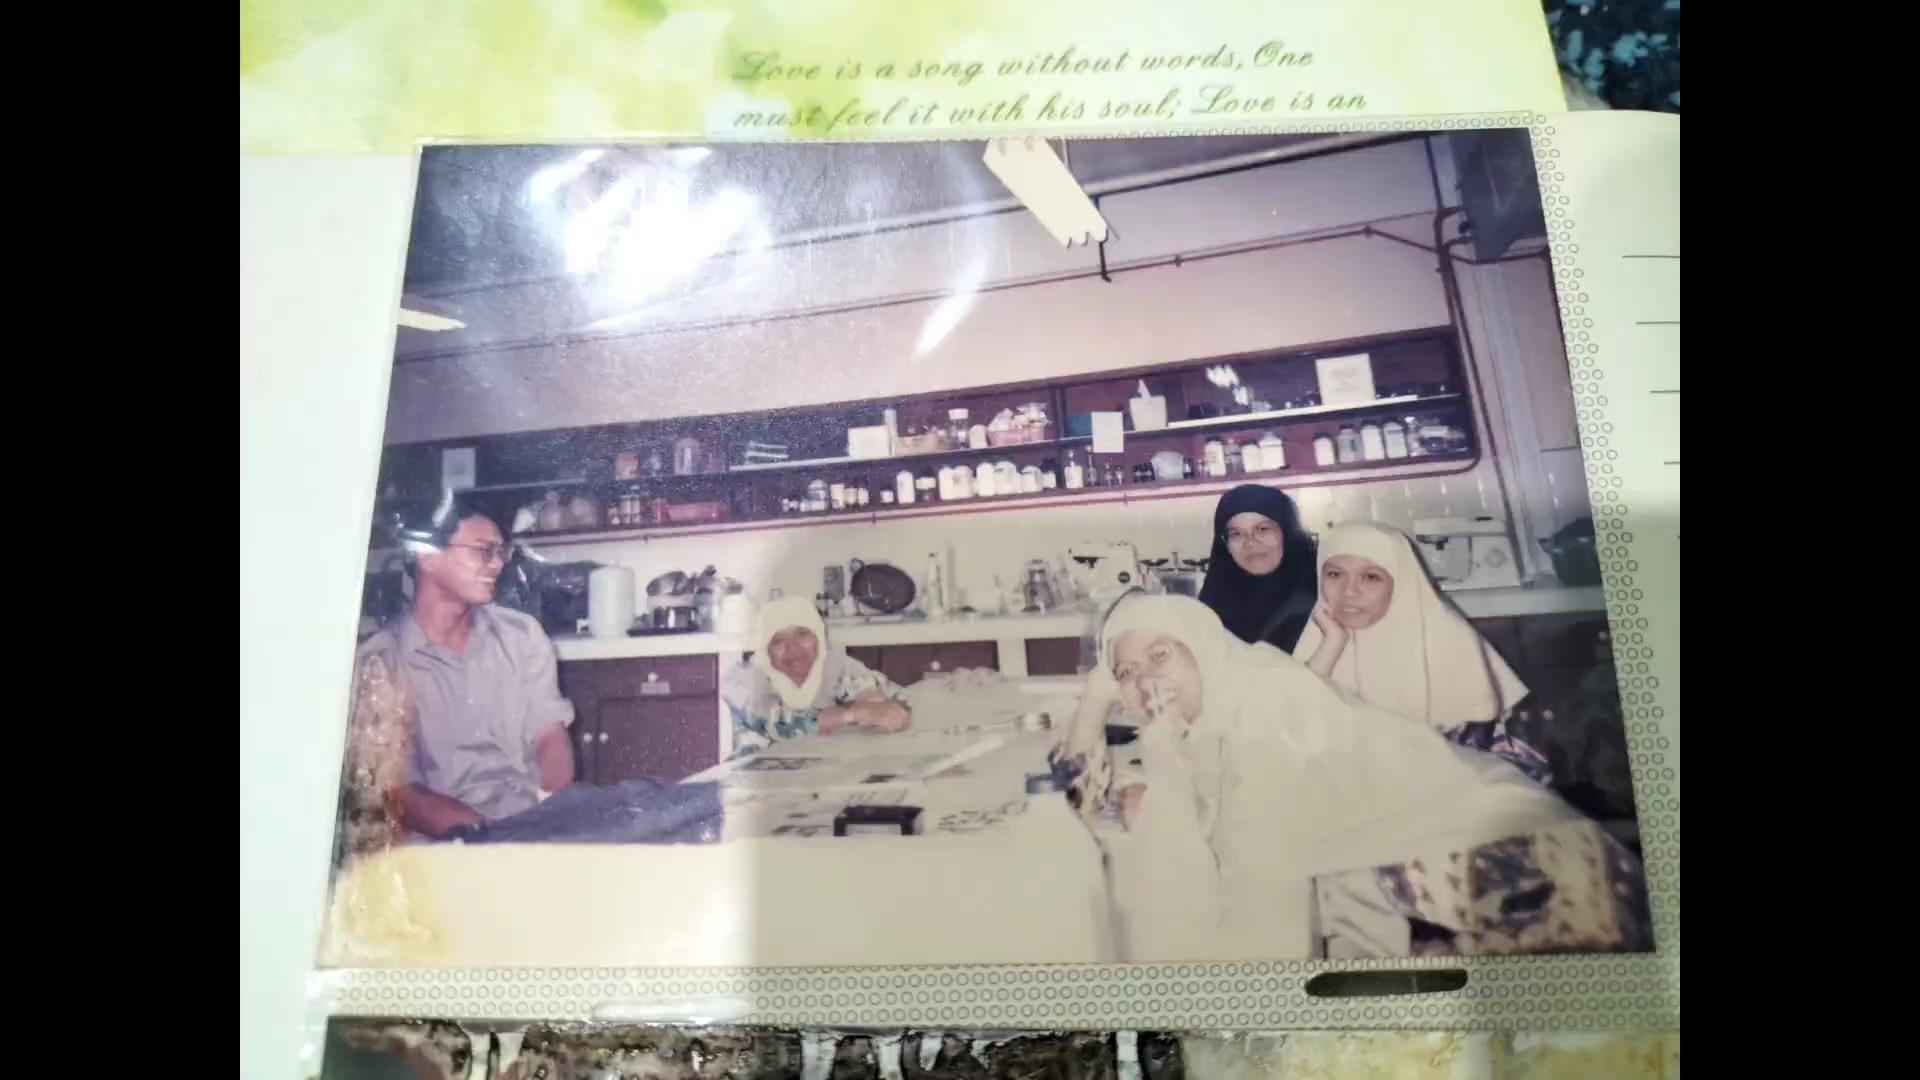 Love is a song without words, One
must feel it with his soul; Love is an